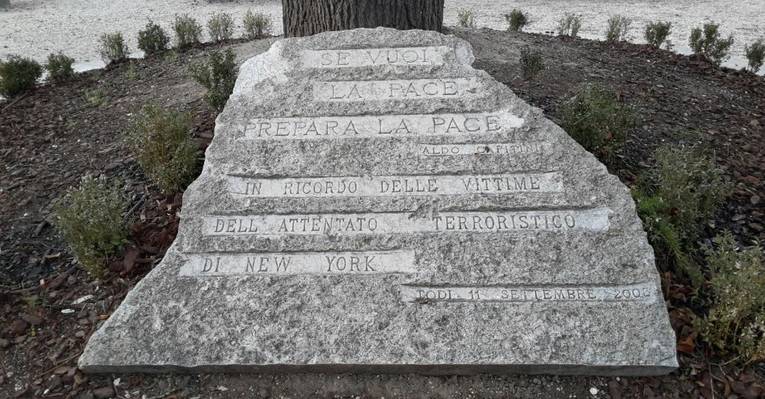 SE VUOI
LA PACE
PREPARA LA PACE
ALDO CAPITINI
IN RICORDO DELLE VITTIME
DELL' ATTENTATO TERRORISTICO
DI NEW YORK
TODI 11 SETTEMBRE